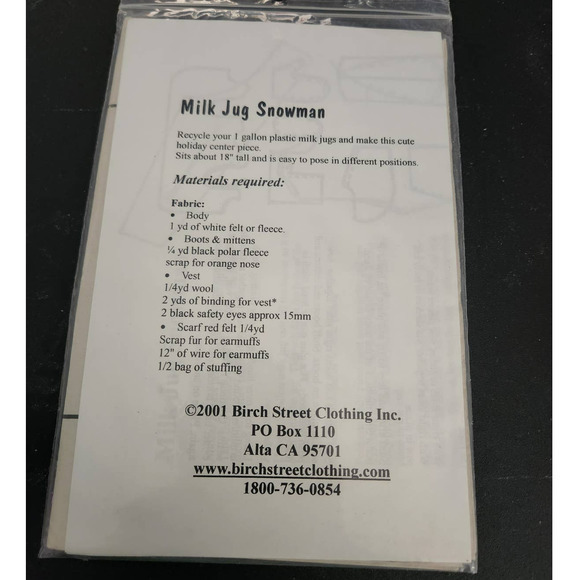 Milk Jug Snowman
Recycle your 1 gallon plastic milk jugs and make this cute
holiday center piece.
Sits about 18" tall and is easy to pose in different positions.
Materials required:
Fabric:
• Body
1 yd of white felt or fleece.
• Boots & mittens
¼ yd black polar fleece
scrap for orange nose
• Vest
1/4yd wool
2 yds of binding for vest*
2 black safety eyes approx 15mm
• Scarf red felt 1/4yd
Scrap fur for earmuffs
12" of wire for earmuffs
1/2 bag of stuffing
©2001 Birch Street Clothing Inc.
PO Box 1110
Alta CA 95701
www.birchstreetclothing.com
1800-736-0854